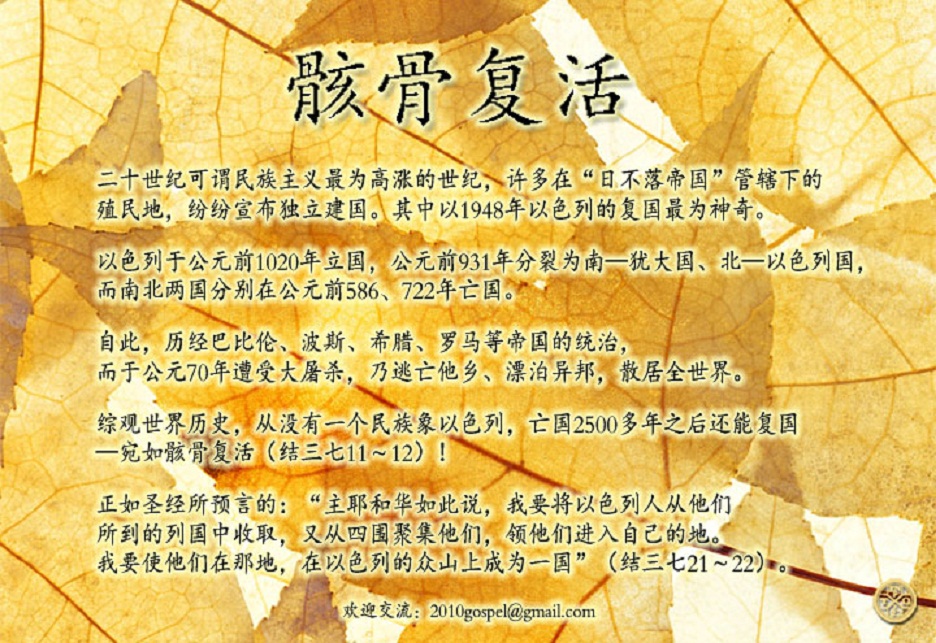 骸骨复活
二十世纪可谓民族主义最为高涨的世纪，许多在“日不落帝国”管辖下的
殖民地，纷纷宣布独立建国。其中以1948年以色列的复国最为神奇。
以色列于公元前1020年立国，公元前931年分裂为南—犹大国、北—以色列国，
而南北两国分别在公元前586、722年亡国。
自此，历经巴比伦、波斯、希腊、罗马等帝国的统治，
而于公元70年遭受大屠杀，乃逃亡他乡、漂泊异邦，散居全世界。
综观世界历史，从没有一个民族象以色列，亡国2500多年之后还能复国
—宛如骸骨复活（结三七11～12）！
正如圣经所预言的：“主耶和华如此说，我要将以色列人从他们
所到的列国中收取，又从四围聚集他们，领他们进入自己的地。
我要使他们在那地，在以色列的众山上成为一国”（结三七21～22）。
欢迎交流：2010gospel@gmail.com